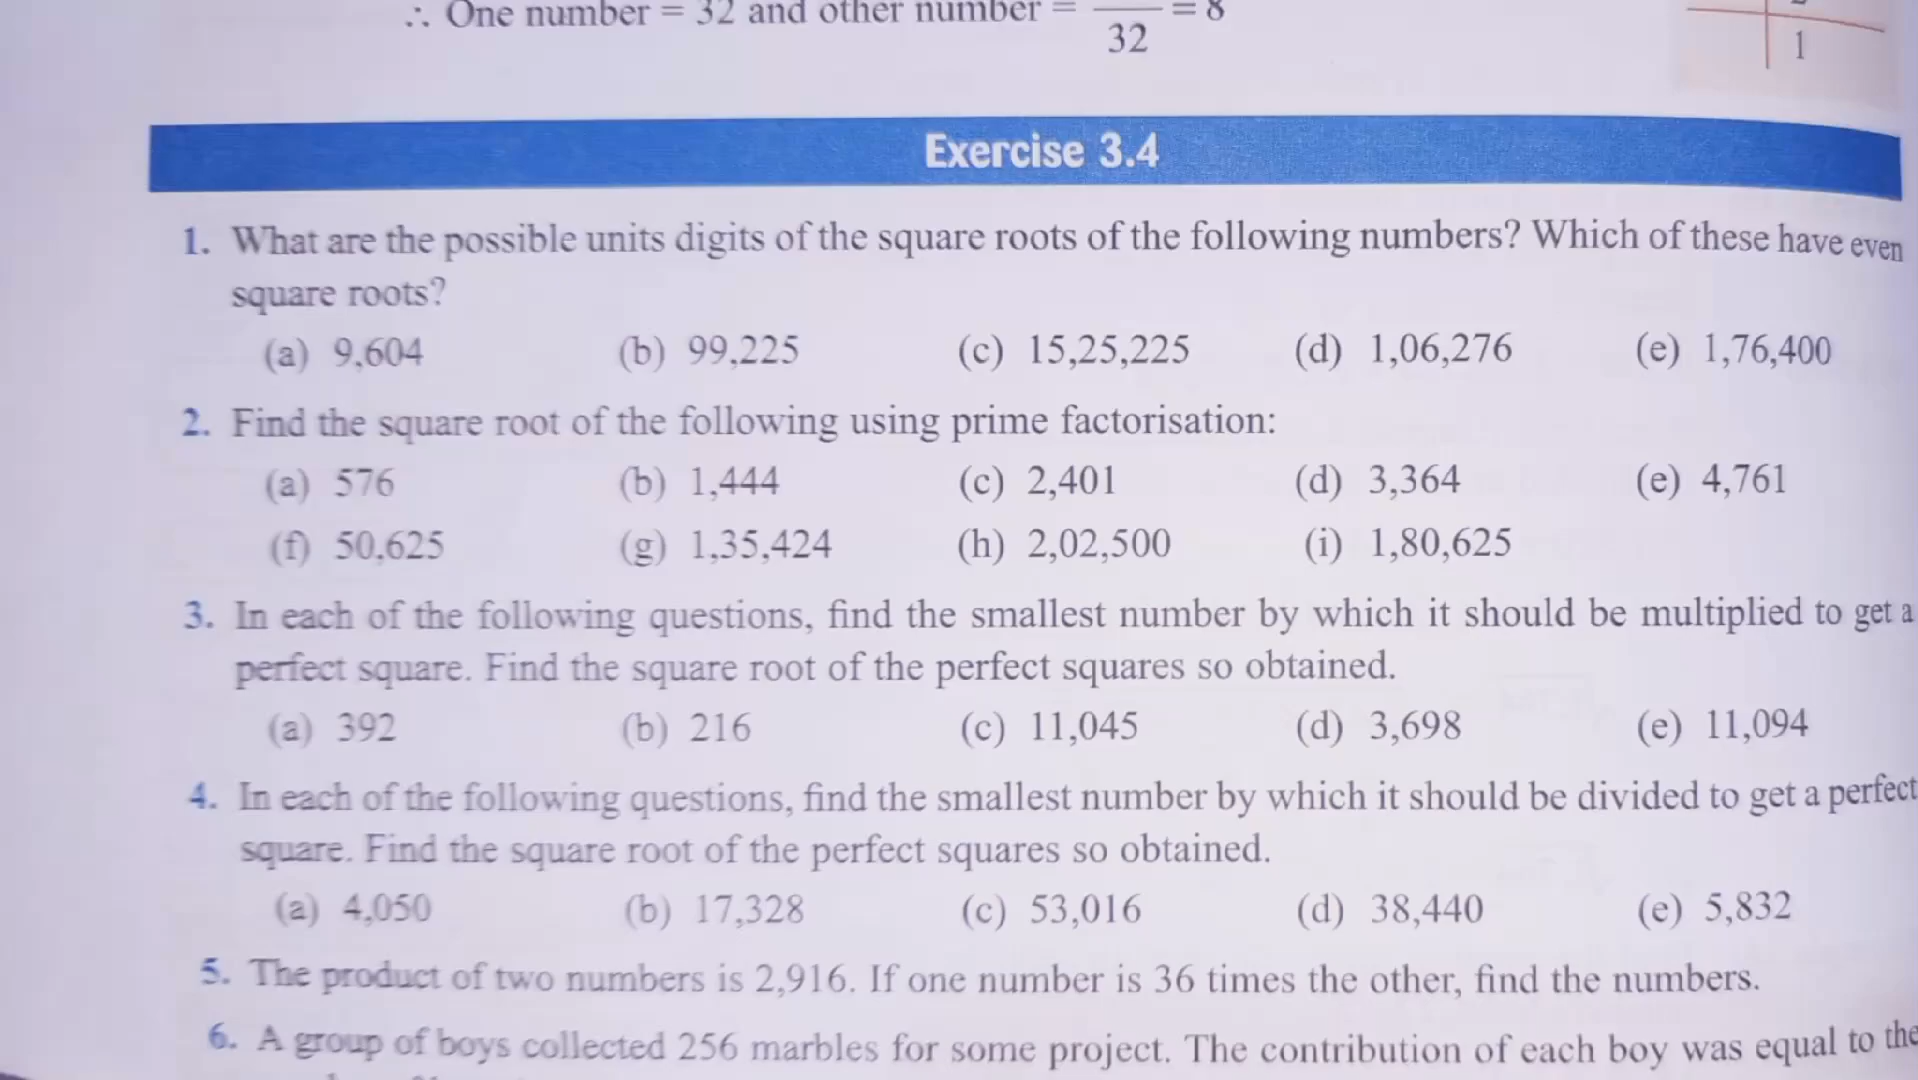 ∴ One number = 32 and other number = ―― = 8
32
1
Exercise 3.4
1. What are the possible units digits of the square roots of the following numbers? Which of these have even
square roots?
(a) 9,604 (b) 99,225 (c) 15,25,225 (d) 1,06,276 (e) 1,76,400
2. Find the square root of the following using prime factorisation:
(a) 576 (b) 1,444 (c) 2,401 (d) 3,364 (e) 4,761
(f) 50,625 (g) 1,35,424 (h) 2,02,500 (i) 1,80,625
3. In each of the following questions, find the smallest number by which it should be multiplied to get a
perfect square. Find the square root of the perfect squares so obtained.
(a) 392 (b) 216 (c) 11,045 (d) 3,698 (e) 11,094
4. In each of the following questions, find the smallest number by which it should be divided to get a perfect
square. Find the square root of the perfect squares so obtained.
(a) 4,050 (b) 17,328 (c) 53,016 (d) 38,440 (e) 5,832
5. The product of two numbers is 2,916. If one number is 36 times the other, find the numbers.
6. A group of boys collected 256 marbles for some project. The contribution of each boy was equal to the